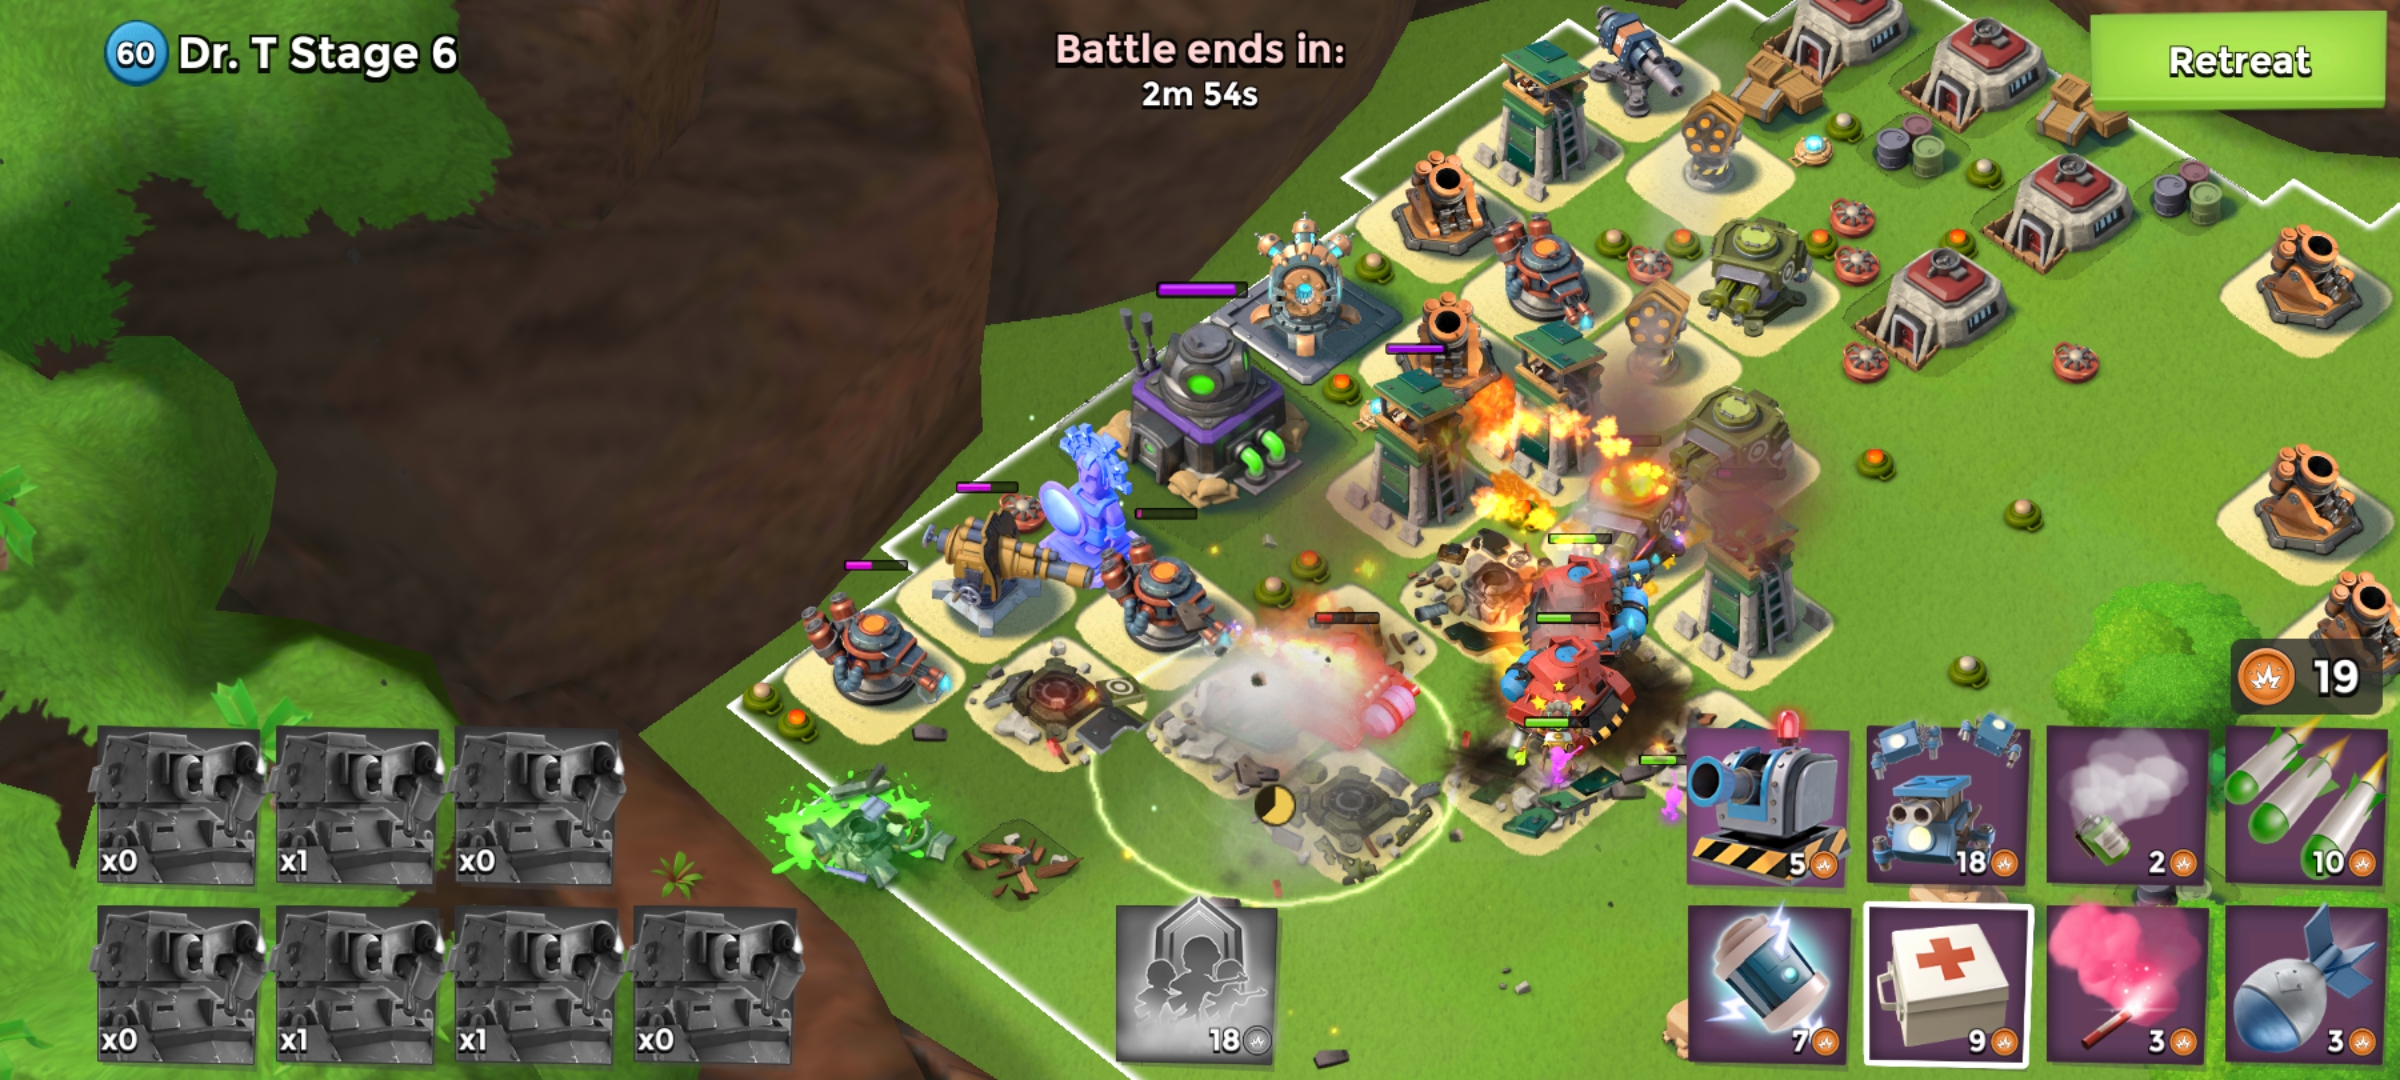 60 Dr. T Stage 6
Battle ends in:
2m 54s
Retreat
19
x0 x1 x0
5 18 2 10
x0 x1 x1 x0
18
7 9 3 3